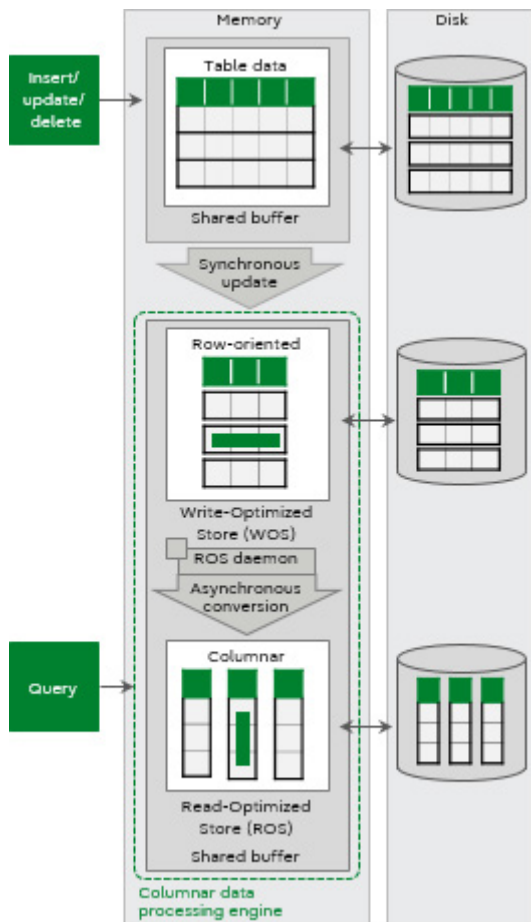 Memory
Disk
Insert/
update/
delete
Table data
Shared buffer
Synchronous
update
Row-oriented
Write-Optimized
Store (WOS)
ROS daemon
Asynchronous
conversion
Query
Columnar
Read-Optimized
Store (ROS)
Shared buffer
Columnar data
processing engine